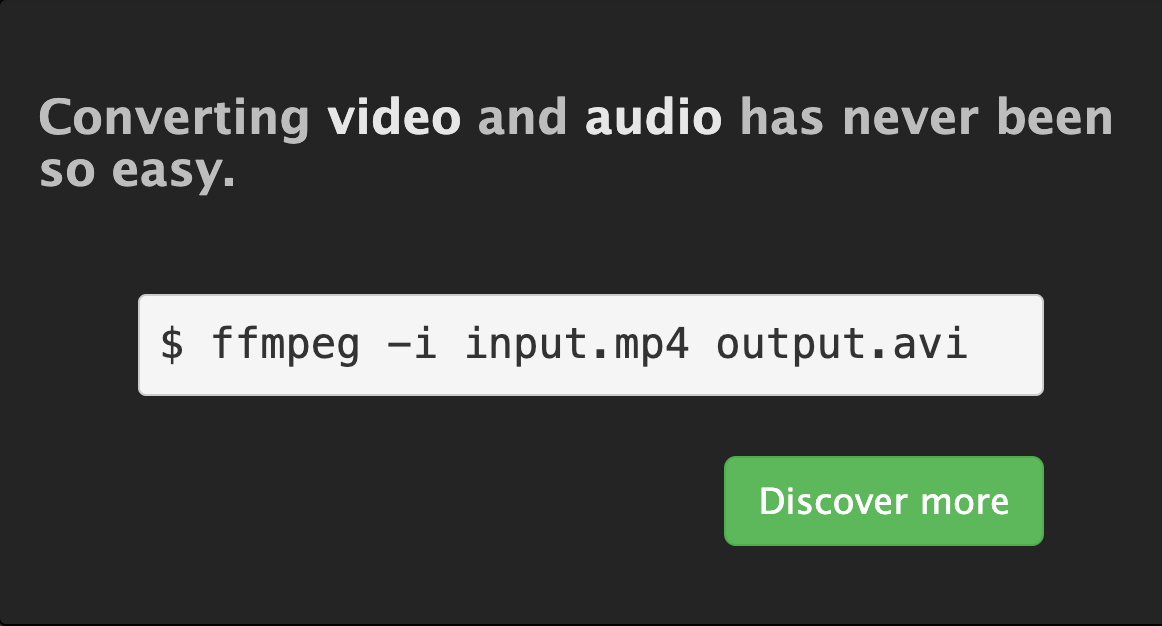 Converting video and audio has never been
so easy.
$ ffmpeg -i input.mp4 output.avi
Discover more